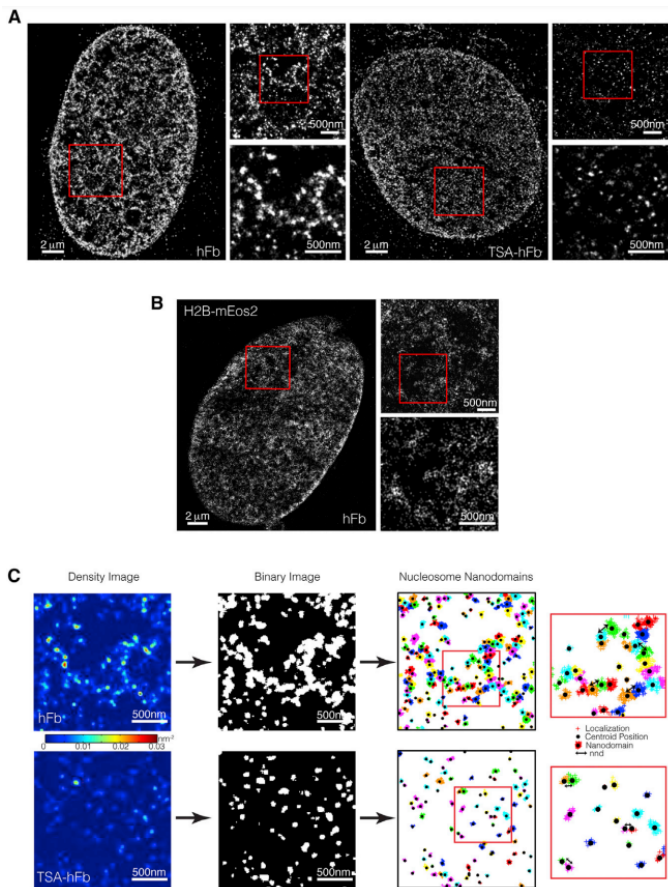 A
500nm
500nm
2 μm
hFb
500nm
2 μm
TSA-hFb
500nm
B
H2B-mEos2
500nm
2 μm
hFb
500nm
C
Density Image
Binary Image
Nucleosome Nanodomains
hFb
500nm
500nm
500nm
0
0.01
0.02
0.03
nm⁻²
+ Localization
Centroid Position
Nanodomain
nnd
TSA-hFb
500nm
500nm
500nm